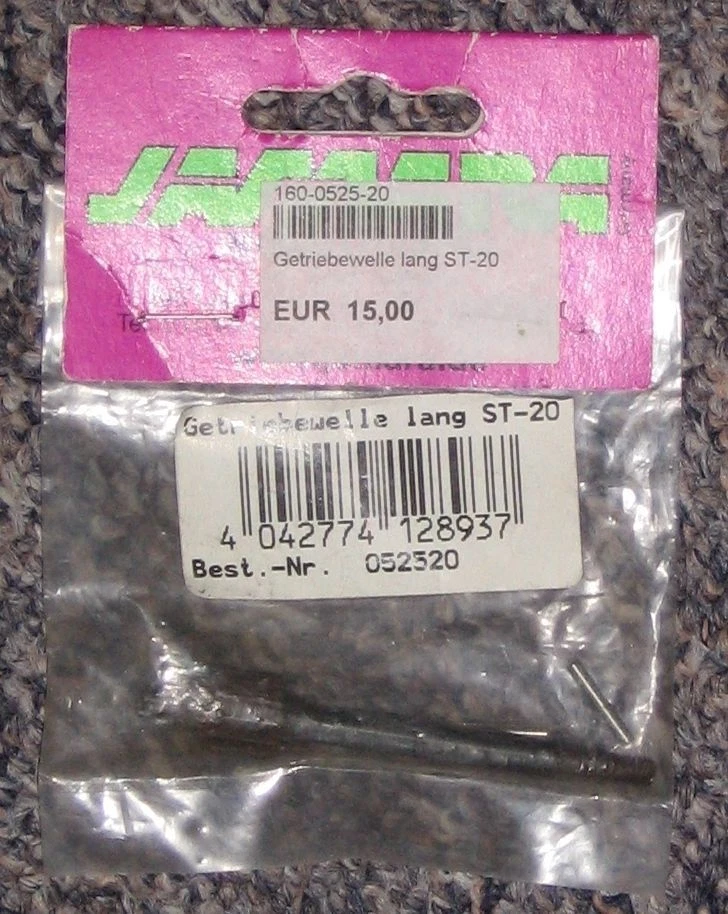 JAMARA
160-0525-20
Getriebewelle lang ST-20
EUR 15,00
Getriebewelle lang ST-20
4 042774 128937
Best.-Nr. 052520